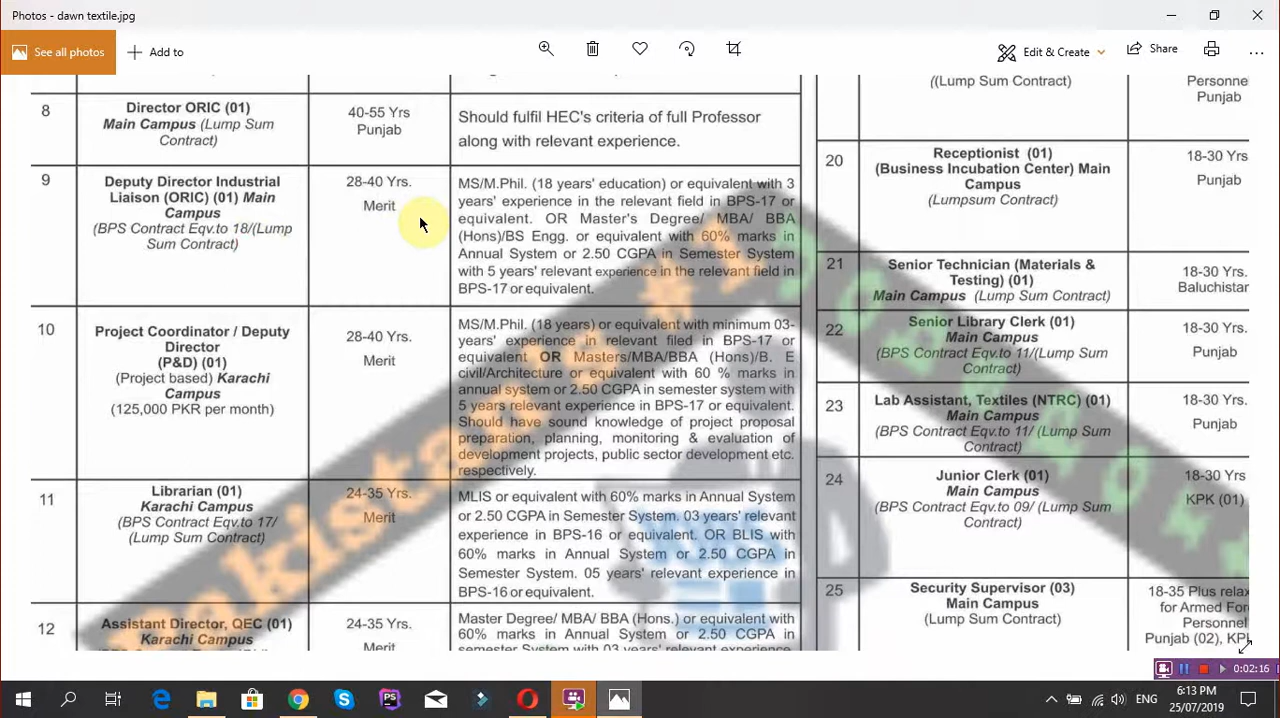 Photos - dawn textile.jpg
See all photos
Add to
Edit & Create
Share
8
Director ORIC (01)
Main Campus (Lump Sum
Contract)
40-55 Yrs
Punjab
Should fulfil HEC's criteria of full Professor
along with relevant experience.
9
Deputy Director Industrial
Liaison (ORIC) (01) Main
Campus
(BPS Contract Eqv.to 18/(Lump
Sum Contract)
28-40 Yrs.
Merit
MS/M.Phil. (18 years' education) or equivalent with 3
years' experience in the relevant field in BPS-17 or
equivalent. OR Master's Degree/ MBA/ BBA
(Hons)/BS Engg. or equivalent with 60% marks in
Annual System or 2.50 CGPA in Semester System
with 5 years' relevant experience in the relevant field in
BPS-17 or equivalent.
10
Project Coordinator / Deputy
Director
(P&D) (01)
(Project based) Karachi
Campus
(125,000 PKR per month)
28-40 Yrs.
Merit
MS/M.Phil. (18 years) or equivalent with minimum 03-
years' experience in relevant filed in BPS-17 or
equivalent OR Masters/MBA/BBA (Hons)/B. E
civil/Architecture or equivalent with 60 % marks in
annual system or 2.50 CGPA in semester system with
5 years relevant experience in BPS-17 or equivalent.
Should have sound knowledge of project proposal
preparation, planning, monitoring & evaluation of
development projects, public sector development etc.
respectively.
11
Librarian (01)
Karachi Campus
(BPS Contract Eqv.to 17/
(Lump Sum Contract)
24-35 Yrs.
Merit
MLIS or equivalent with 60% marks in Annual System
or 2.50 CGPA in Semester System. 03 years' relevant
experience in BPS-16 or equivalent. OR BLIS with
60% marks in Annual System or 2.50 CGPA in
Semester System. 05 years' relevant experience in
BPS-16 or equivalent.
12
Assistant Director, QEC (01)
Karachi Campus
24-35 Yrs.
Merit
Master Degree/ MBA/ BBA (Hons.) or equivalent with
60% marks in Annual System or 2.50 CGPA in
semester System with 03 years' relevant experience
((Lump Sum Contract)
Personne
Punjab
20
Receptionist (01)
(Business Incubation Center) Main
Campus
(Lumpsum Contract)
18-30 Yrs
Punjab
21
Senior Technician (Materials &
Testing) (01)
Main Campus (Lump Sum Contract)
18-30 Yrs.
Baluchistar
22
Senior Library Clerk (01)
Main Campus
(BPS Contract Eqv.to 11/(Lump Sum
Contract)
18-30 Yrs.
Punjab
23
Lab Assistant, Textiles (NTRC) (01)
Main Campus
(BPS Contract Eqv.to 11/ (Lump Sum
Contract)
18-30 Yrs.
Punjab
24
Junior Clerk (01)
Main Campus
(BPS Contract Eqv.to 09/ (Lump Sum
Contract)
18-30 Yrs
KPK (01)
25
Security Supervisor (03)
Main Campus
(Lump Sum Contract)
18-35 Plus relax
for Armed For
Personnel
Punjab (02), KPI
00:02:16
ENG
6:13 PM
25/07/2019